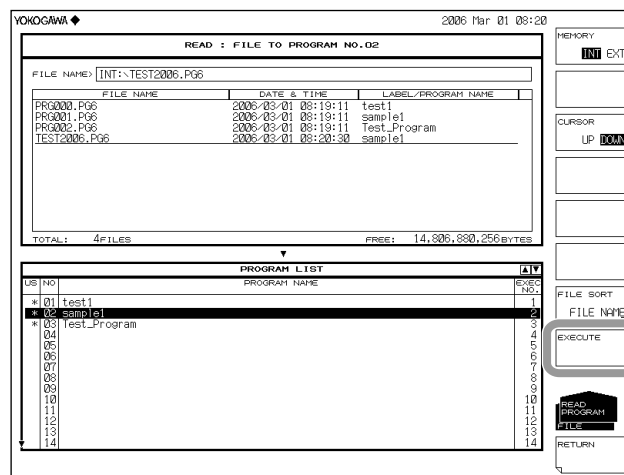 YOKOGAWA ◆ 2006 Mar 01 08:20
READ : FILE TO PROGRAM NO.02
FILE NAME> INT:\TEST2006.PG6
FILE NAME DATE & TIME LABEL/PROGRAM NAME
PRG000.PG6 2006/03/01 08:19:11 test1
PRG001.PG6 2006/03/01 08:19:11 sample1
PRG002.PG6 2006/03/01 08:19:11 Test_Program
TEST2006.PG6 2006/03/01 08:20:30 sample1
TOTAL: 4FILES FREE: 14,806,880,256BYTES
PROGRAM LIST
US NO PROGRAM NAME EXEC NO.
* 01 test1 1
* 02 sample1 2
* 03 Test_Program 3
04 4
05 5
06 6
07 7
08 8
09 9
10 10
11 11
12 12
13 13
14 14
MEMORY
INT EXT
CURSOR
UP DOWN
FILE SORT
FILE NAME
EXECUTE
READ
PROGRAM
FILE
RETURN